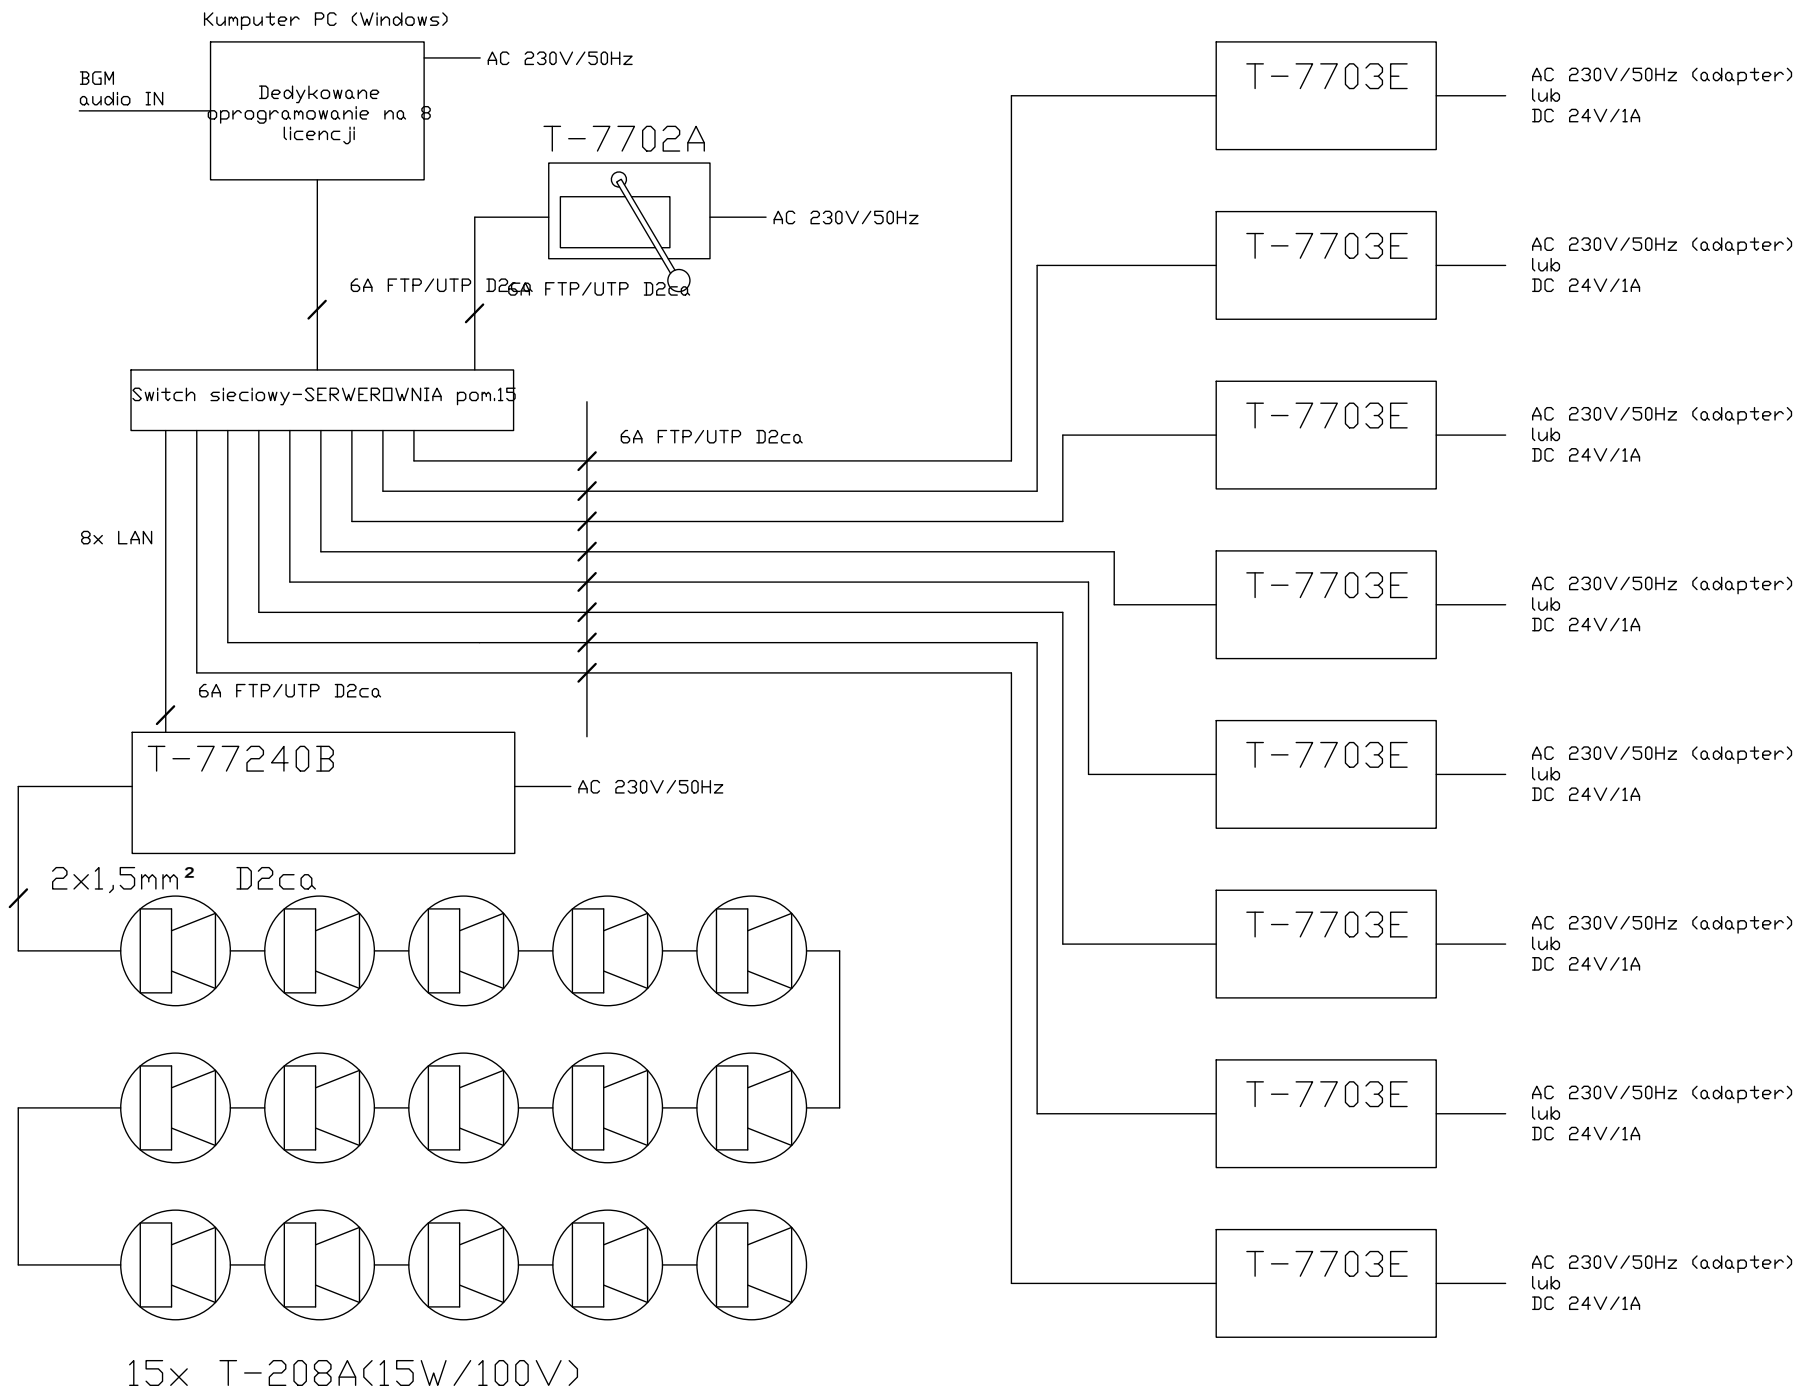 Kumputer PC (Windows)
AC 230V/50Hz
BGM
audio IN
Dedykowane
oprogramowanie na 8
licencji
T-7702A
AC 230V/50Hz
6A FTP/UTP D2ca
6A FTP/UTP D2ca
Switch sieciowy-SERWEROWNIA pom.15
6A FTP/UTP D2ca
8x LAN
6A FTP/UTP D2ca
T-77240B
AC 230V/50Hz
2x1,5mm² D2ca
15x T-208A(15W/100V)
T-7703E
AC 230V/50Hz (adapter)
lub
DC 24V/1A
T-7703E
AC 230V/50Hz (adapter)
lub
DC 24V/1A
T-7703E
AC 230V/50Hz (adapter)
lub
DC 24V/1A
T-7703E
AC 230V/50Hz (adapter)
lub
DC 24V/1A
T-7703E
AC 230V/50Hz (adapter)
lub
DC 24V/1A
T-7703E
AC 230V/50Hz (adapter)
lub
DC 24V/1A
T-7703E
AC 230V/50Hz (adapter)
lub
DC 24V/1A
T-7703E
AC 230V/50Hz (adapter)
lub
DC 24V/1A